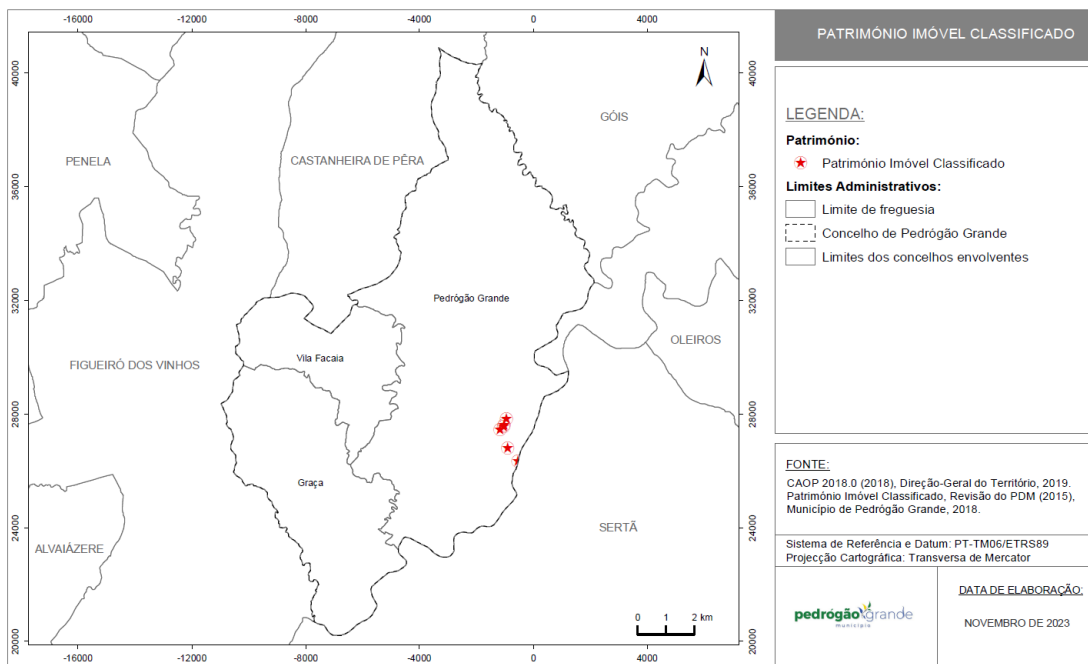 -16000 -12000 -8000 -4000 0 4000
PATRIMÓNIO IMÓVEL CLASSIFICADO
N
40000 40000
GÓIS
LEGENDA:
Património:
PENELA
CASTANHEIRA DE PÊRA
Património Imóvel Classificado
36000 36000
Limites Administrativos:
Limite de freguesia
Concelho de Pedrógão Grande
Limites dos concelhos envolventes
32000 32000
Pedrógão Grande
OLEIROS
Vila Facaia
FIGUEIRÓ DOS VINHOS
28000 28000
FONTE:
CAOP 2018.0 (2018), Direção-Geral do Território, 2019.
Património Imóvel Classificado, Revisão do PDM (2015),
Município de Pedrógão Grande, 2018.
Graça
SERTÃ
24000 24000
ALVAIÁZERE
Sistema de Referência e Datum: PT-TM06/ETRS89
Projecção Cartográfica: Transversa de Mercator
DATA DE ELABORAÇÃO:
pedrógão grande
município
NOVEMBRO DE 2023
0 1 2 km
20000 20000
-16000 -12000 -8000 -4000 0 4000